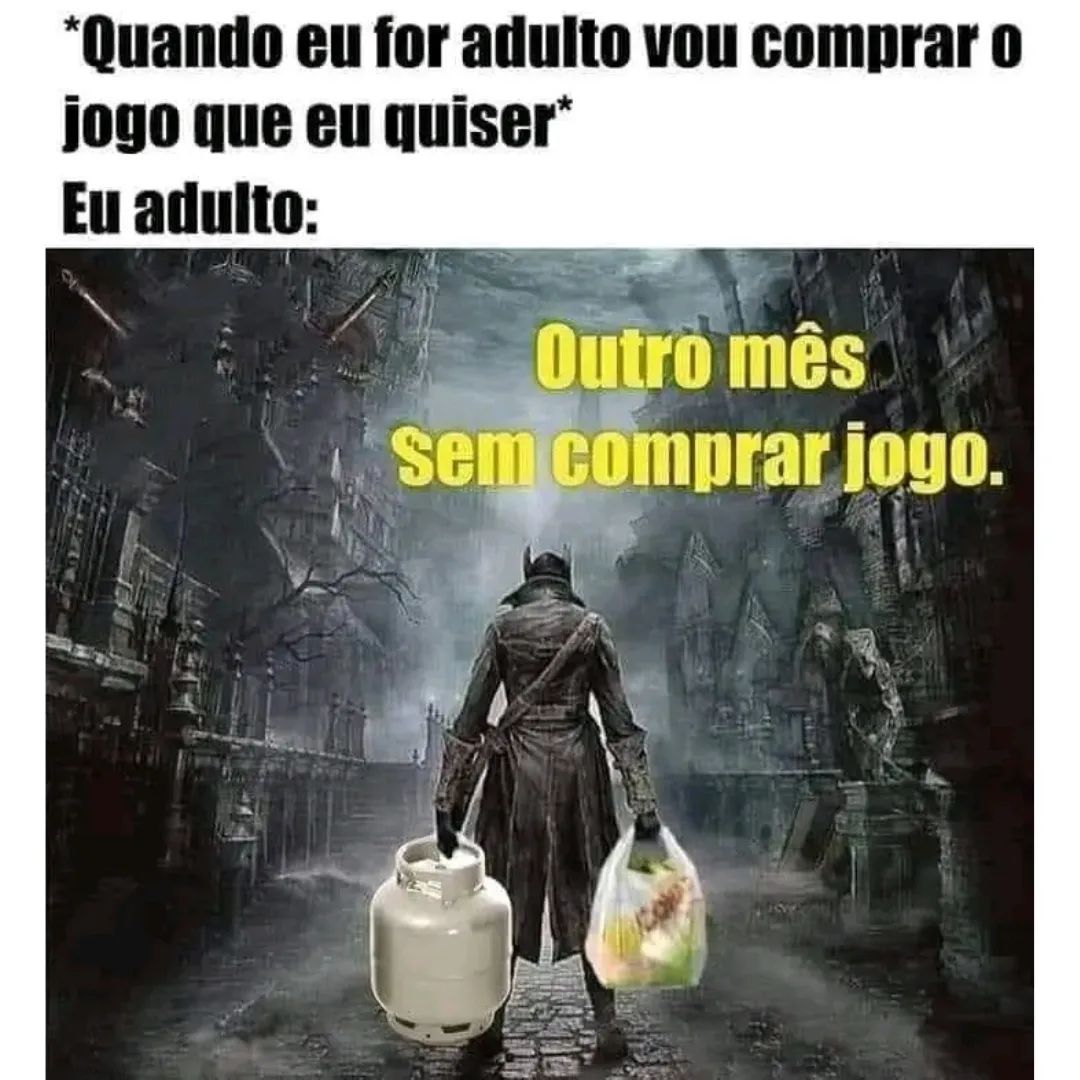 *Quando eu for adulto vou comprar o
jogo que eu quiser*
Eu adulto:
Outro mês
sem comprar jogo.